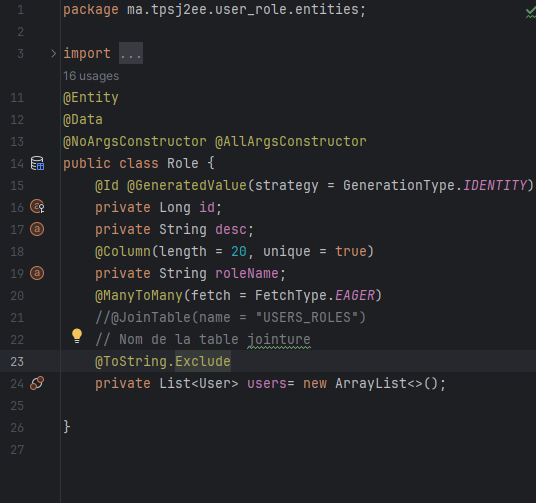 1 package ma.tpsj2ee.user_role.entities;
2
3 import ...
16 usages
11 @Entity
12 @Data
13 @NoArgsConstructor @AllArgsConstructor
14 public class Role {
15 @Id @GeneratedValue(strategy = GenerationType.IDENTITY)
16 private Long id;
17 private String desc;
18 @Column(length = 20, unique = true)
19 private String roleName;
20 @ManyToMany(fetch = FetchType.EAGER)
21 //@JoinTable(name = "USERS_ROLES")
22 // Nom de la table jointure
23 @ToString.Exclude
24 private List<User> users= new ArrayList<>();
25
26 }
27